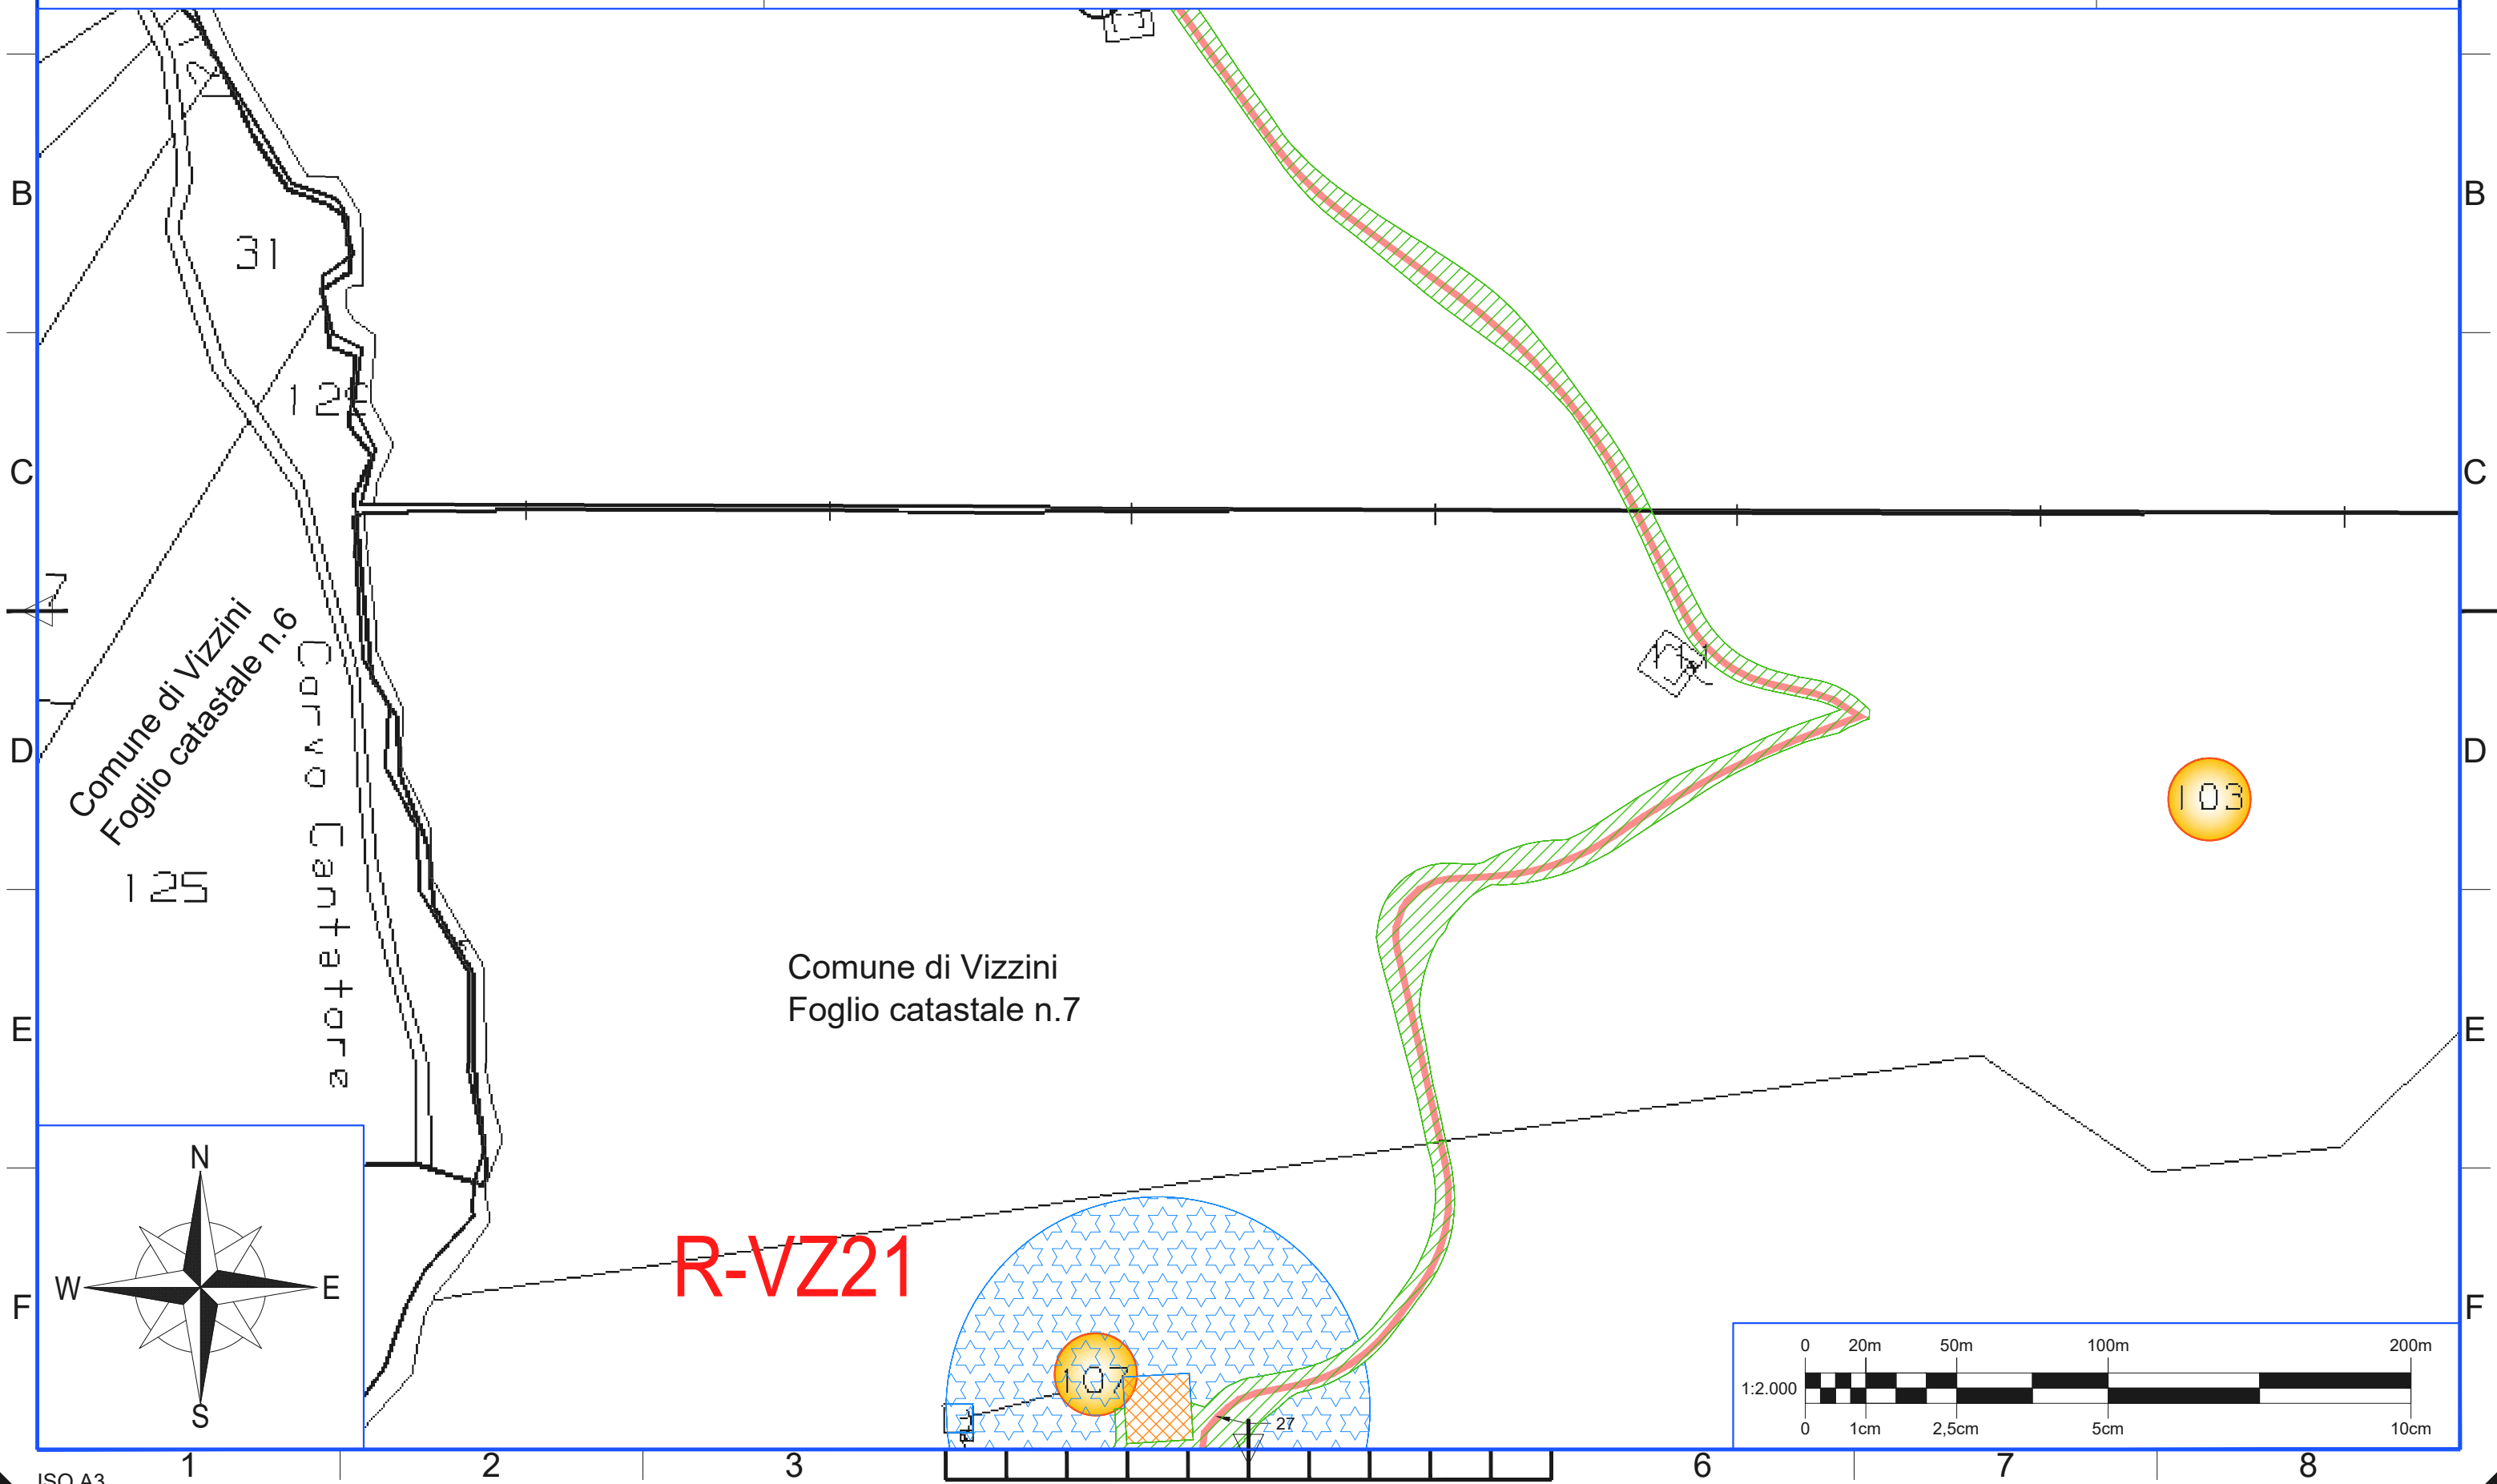 B
B
31
C
C
Comune di Vizzini
Foglio catastale n.6
Corvo Cantatore
D
D
103
125
Comune di Vizzini
Foglio catastale n.7
E
E
N
W
E
S
R-VZ21
F
F
107
27
0
20m
50m
100m
200m
1:2.000
0
1cm
2,5cm
5cm
10cm
1
2
3
6
7
8
ISO A3